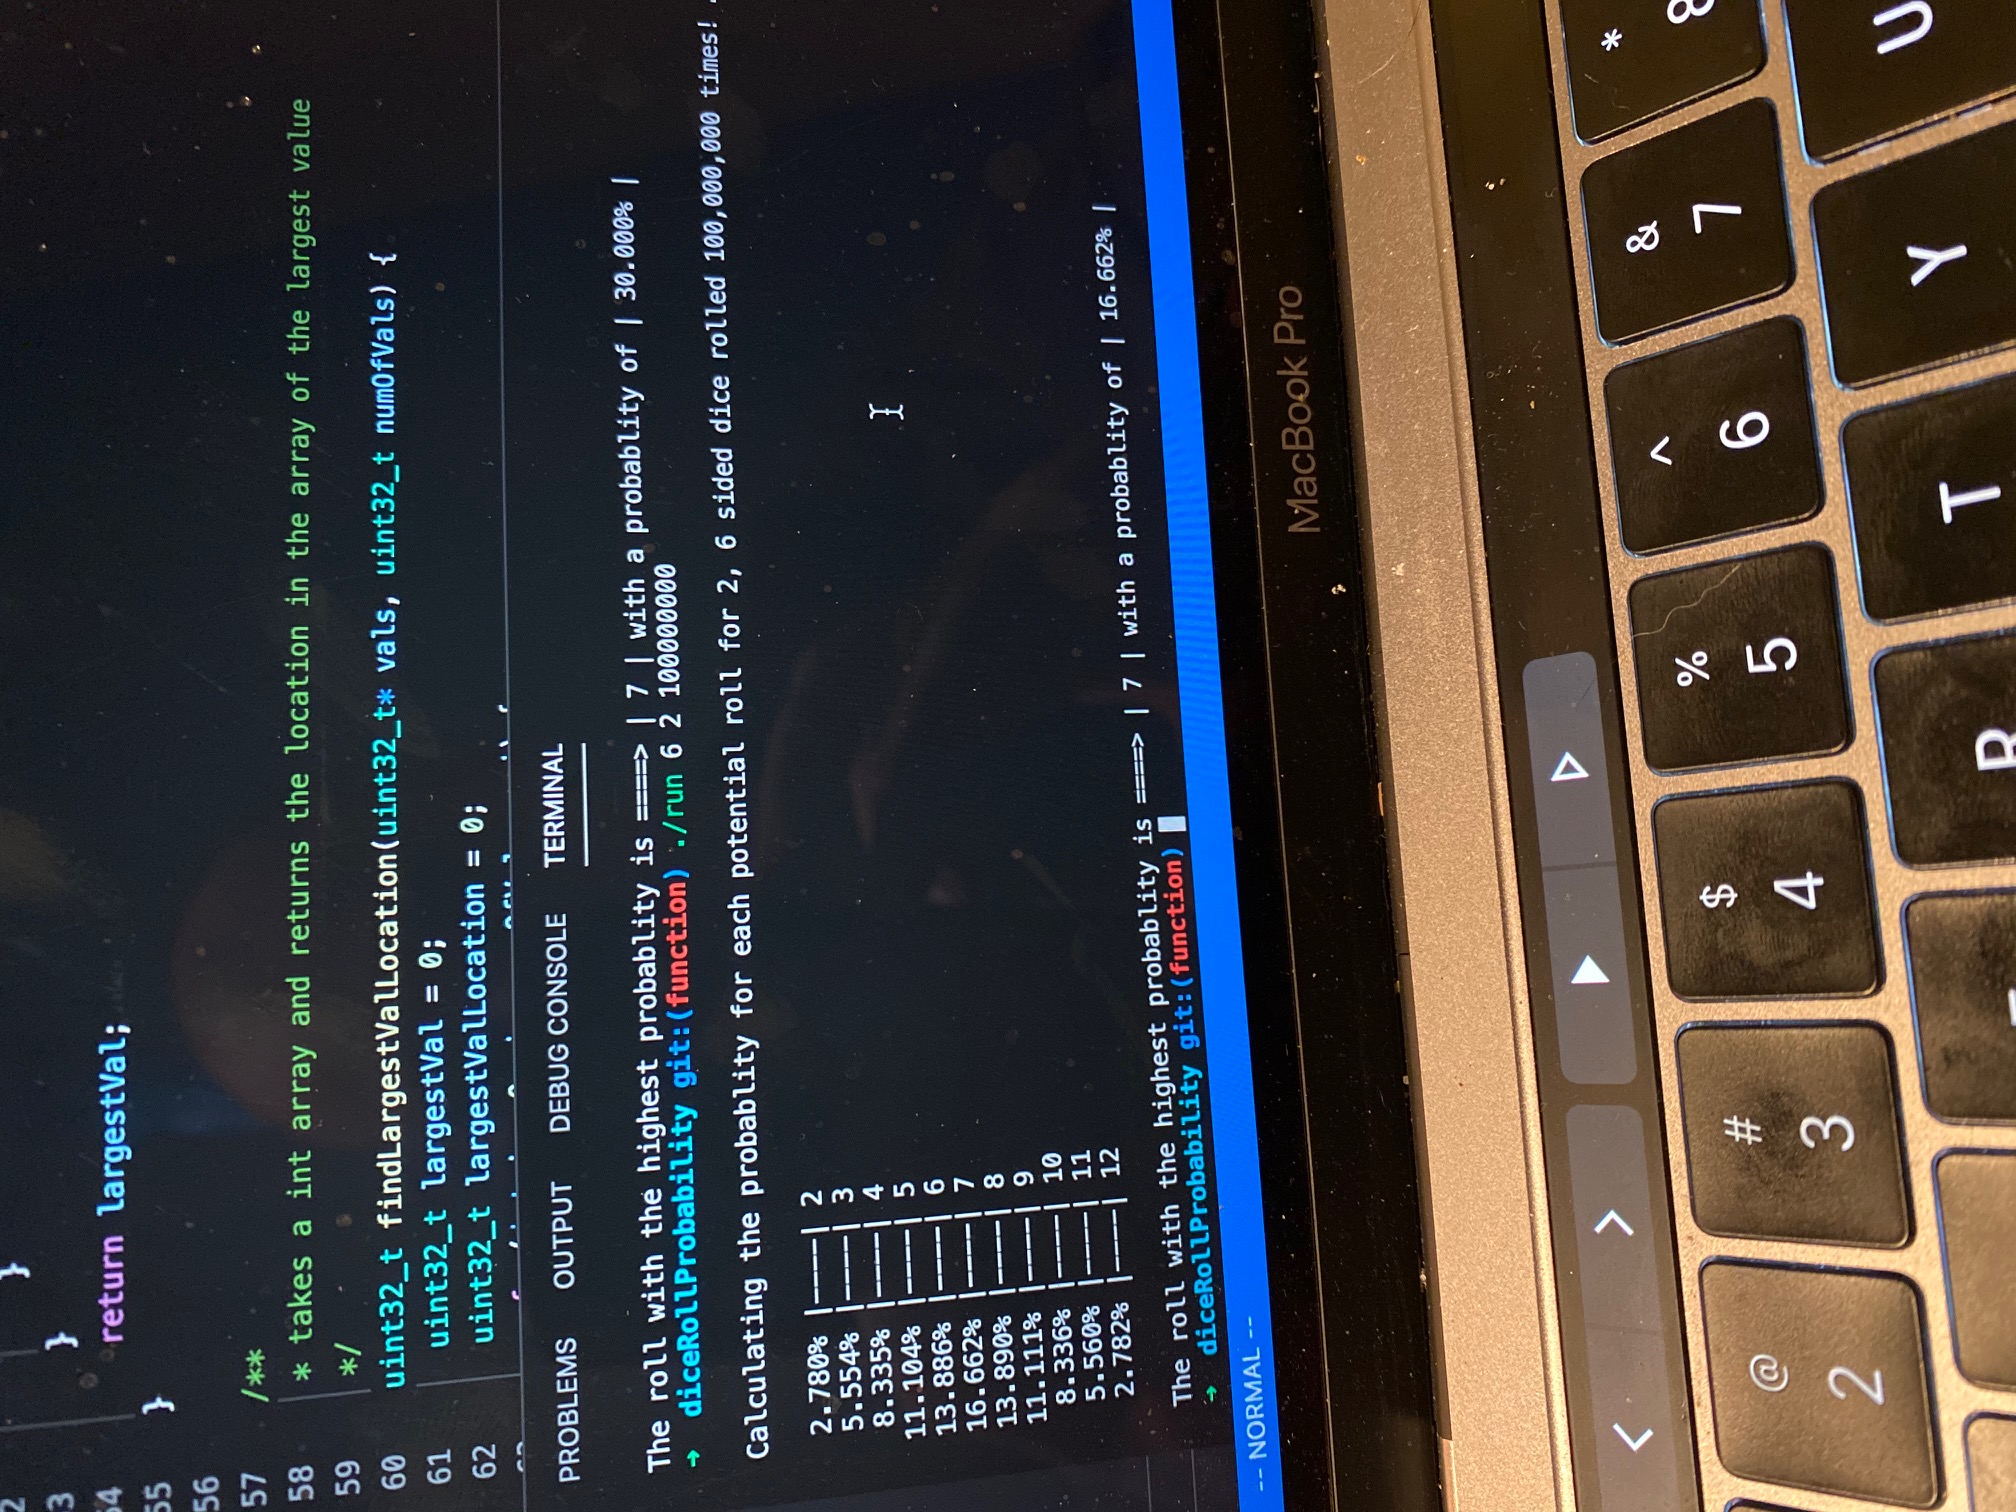 2 }
3 }
54 return largestVal;
55 }
56
57 /**
58 * takes a int array and returns the location in the array of the largest value
59 */
60 uint32_t findLargestValLocation(uint32_t* vals, uint32_t numOfVals) {
61 uint32_t largestVal = 0;
62 uint32_t largestValLocation = 0;
PROBLEMS OUTPUT DEBUG CONSOLE TERMINAL
The roll with the highest probablity is ====> | 7 | with a probablity of | 30.000% |
➜ diceRollProbability git:(function) ./run 6 2 100000000
Calculating the probablity for each potential roll for 2, 6 sided dice rolled 100,000,000 times!
2.780% |----| 2
5.554% |----| 3
8.335% |----| 4
11.104% |----| 5
13.886% |----| 6
16.662% |----| 7
13.890% |----| 8
11.111% |----| 9
8.336% |----| 10
5.560% |----| 11
2.782% |----| 12
The roll with the highest probablity is ====> | 7 | with a probablity of | 16.662% |
➜ diceRollProbability git:(function)
-- NORMAL --
MacBook Pro
< >
@ # $ % ^ & *
2 3 4 5 6 7 8
R T Y U